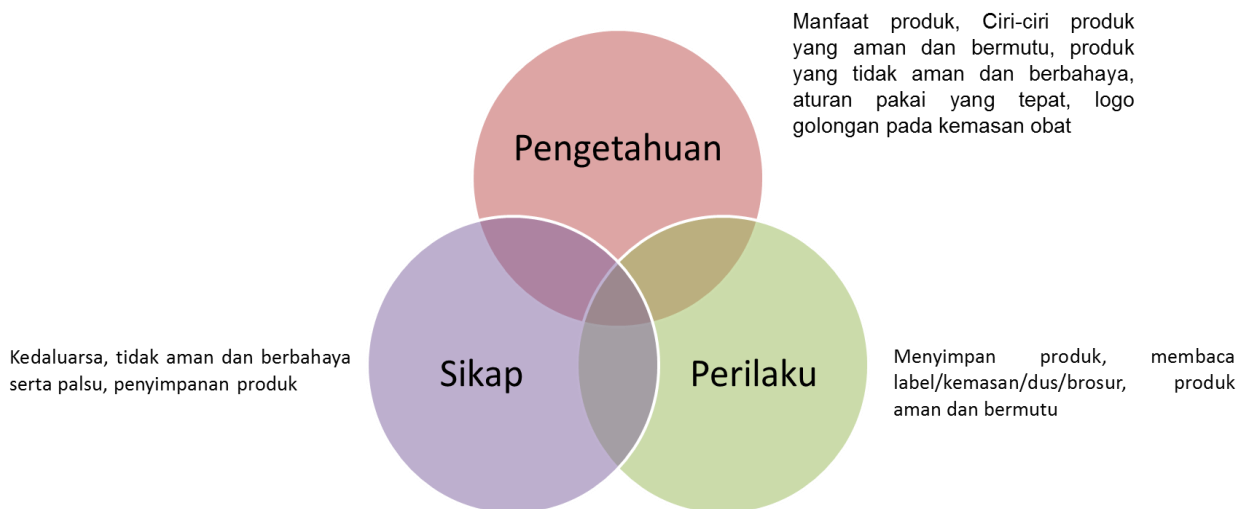 Manfaat produk, Ciri-ciri produk
yang aman dan bermutu, produk
yang tidak aman dan berbahaya,
aturan pakai yang tepat, logo
golongan pada kemasan obat
Pengetahuan
Kedaluarsa, tidak aman dan berbahaya
serta palsu, penyimpanan produk
Sikap
Perilaku
Menyimpan produk, membaca
label/kemasan/dus/brosur, produk
aman dan bermutu